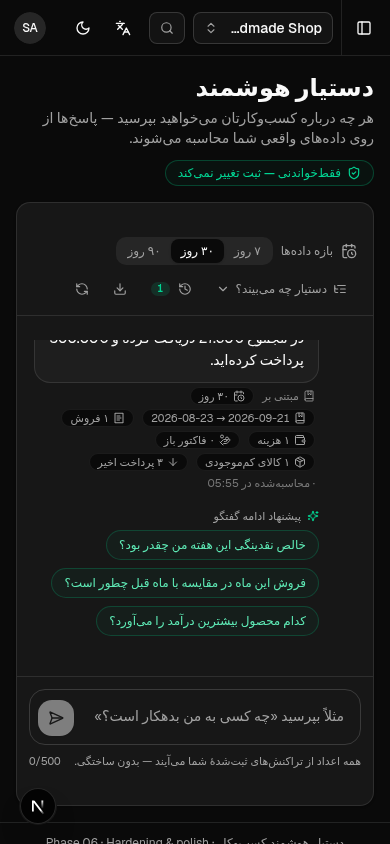 ...dmade Shop
SA
دستیار هوشمند
هر چه درباره کسب‌وکارتان می‌خواهید بپرسید — پاسخ‌ها از
روی داده‌های واقعی شما محاسبه می‌شوند.
فقط‌خواندنی — ثبت تغییر نمی‌کند
بازه داده‌ها
۷ روز
۳۰ روز
۹۰ روز
دستیار چه می‌بیند؟
1
پرداخت کرده‌اید.
مبتنی بر
۳۰ روز
2026-08-23 → 2026-09-21
۱ فروش
۱ هزینه
۰ فاکتور باز
۱ کالای کم‌موجودی
۳ پرداخت اخیر
· محاسبه‌شده در 05:55
پیشنهاد ادامه گفتگو
خالص نقدینگی این هفته من چقدر بود؟
فروش این ماه در مقایسه با ماه قبل چطور است؟
کدام محصول بیشترین درآمد را می‌آورد؟
مثلاً بپرسید «چه کسی به من بدهکار است؟»
همه اعداد از تراکنش‌های ثبت‌شدهٔ شما می‌آیند — بدون ساختگی.
0/500
N
دستیار هوشمند کسب‌وکار · Phase 06 · Hardening & polish